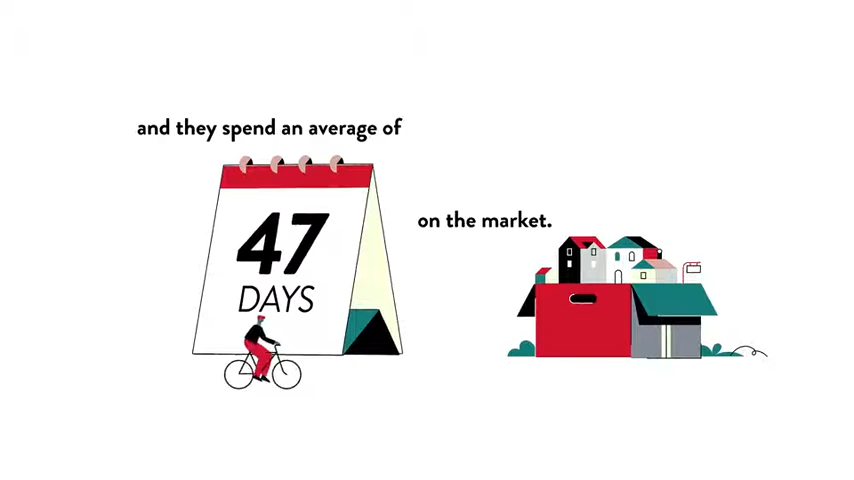 and they spend an average of
47
DAYS
on the market.